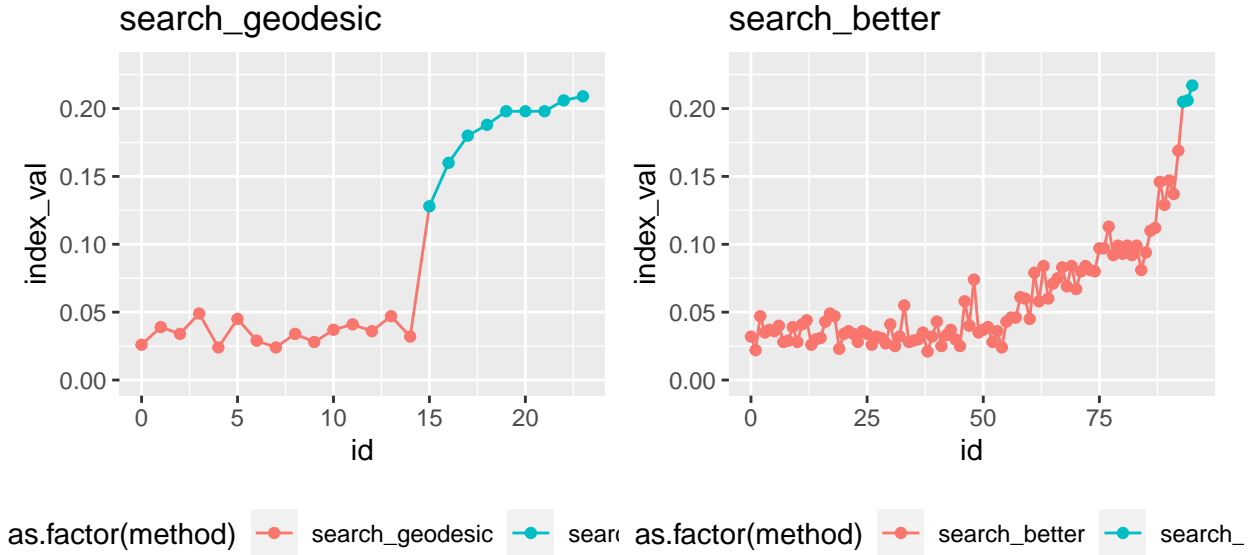 search_geodesic
search_better
index_val
0.20
0.15
0.10
0.05
0.00
0
5
10
15
20
id
index_val
0.20
0.15
0.10
0.05
0.00
0
25
50
75
id
as.factor(method) search_geodesic
as.factor(method) search_better search_